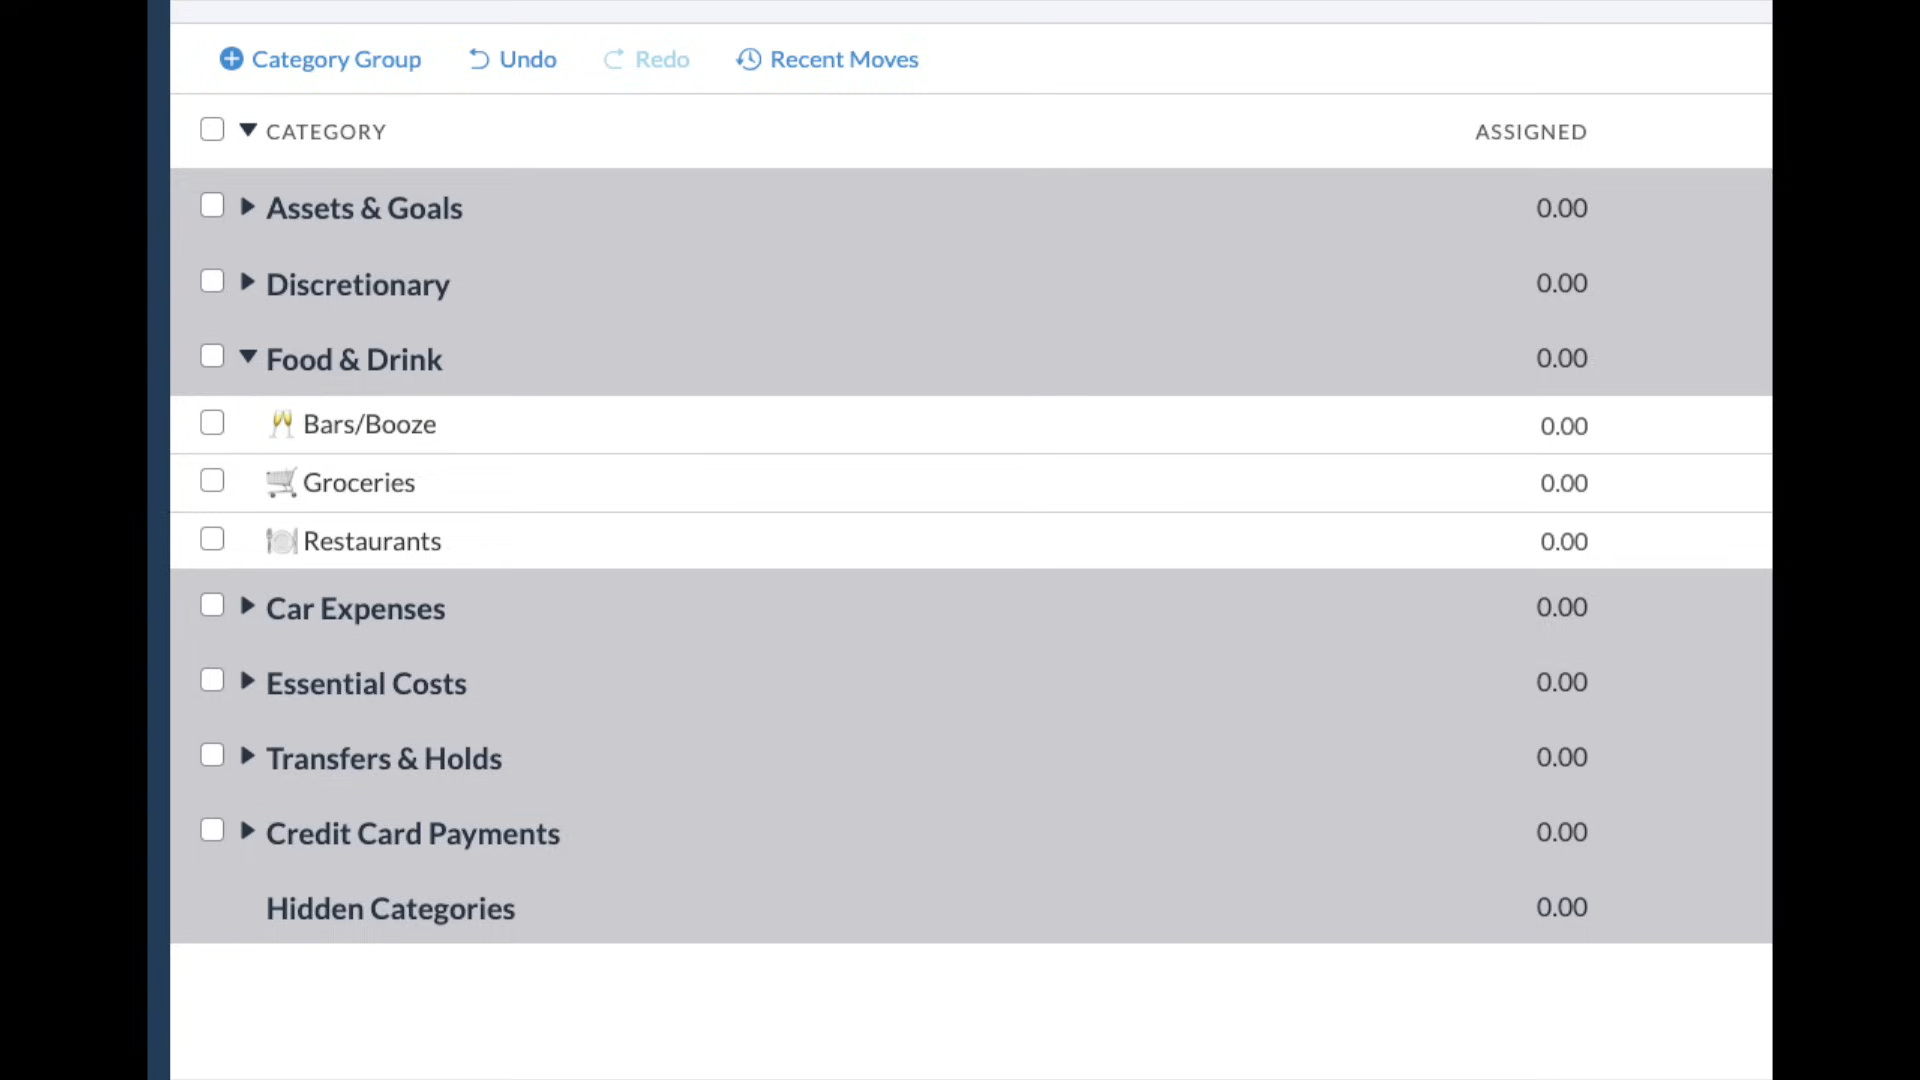 Category Group Undo Redo Recent Moves
CATEGORY ASSIGNED
Assets & Goals 0.00
Discretionary 0.00
Food & Drink 0.00
Bars/Booze 0.00
Groceries 0.00
Restaurants 0.00
Car Expenses 0.00
Essential Costs 0.00
Transfers & Holds 0.00
Credit Card Payments 0.00
Hidden Categories 0.00